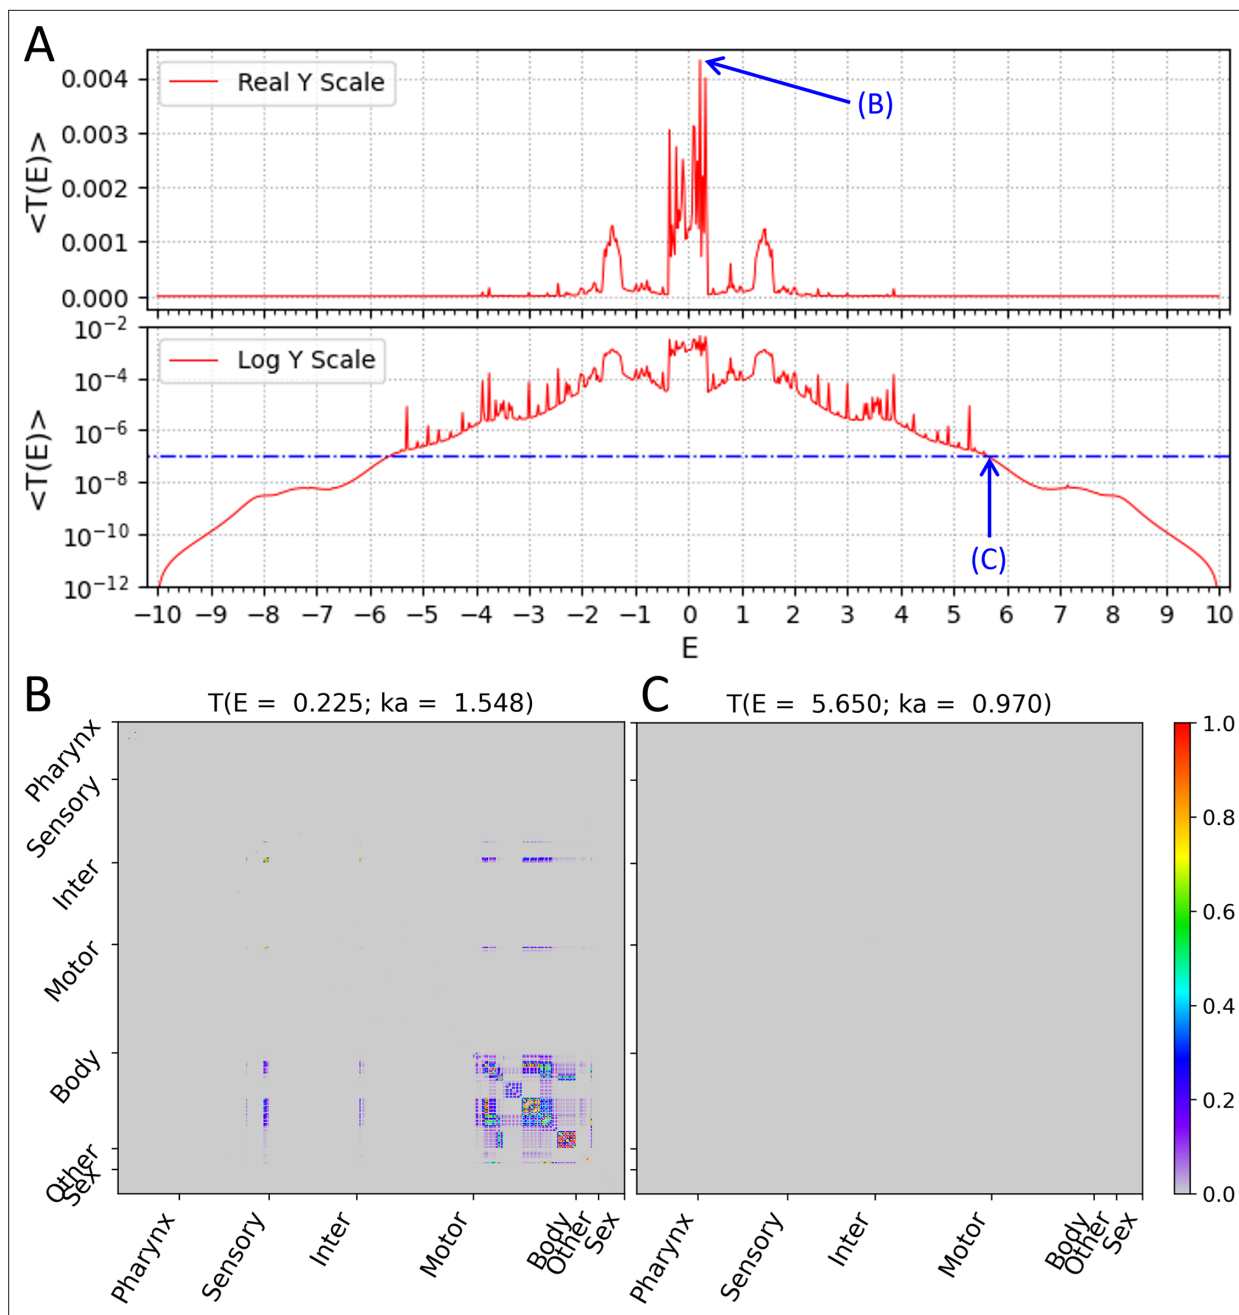 A
Real Y Scale
(B)
<T(E)>
0.004
0.003
0.002
0.001
0.000
Log Y Scale
<T(E)>
10⁻²
10⁻⁴
10⁻⁶
10⁻⁸
10⁻¹⁰
10⁻¹²
(C)
−10 −9 −8 −7 −6 −5 −4 −3 −2 −1 0 1 2 3 4 5 6 7 8 9 10
E
B
T(E = 0.225; ka = 1.548)
Pharynx
Sensory
Inter
Motor
Body
Other
Sex
Pharynx Sensory Inter Motor Body Other Sex
C
T(E = 5.650; ka = 0.970)
Pharynx Sensory Inter Motor Body Other Sex
1.0
0.8
0.6
0.4
0.2
0.0